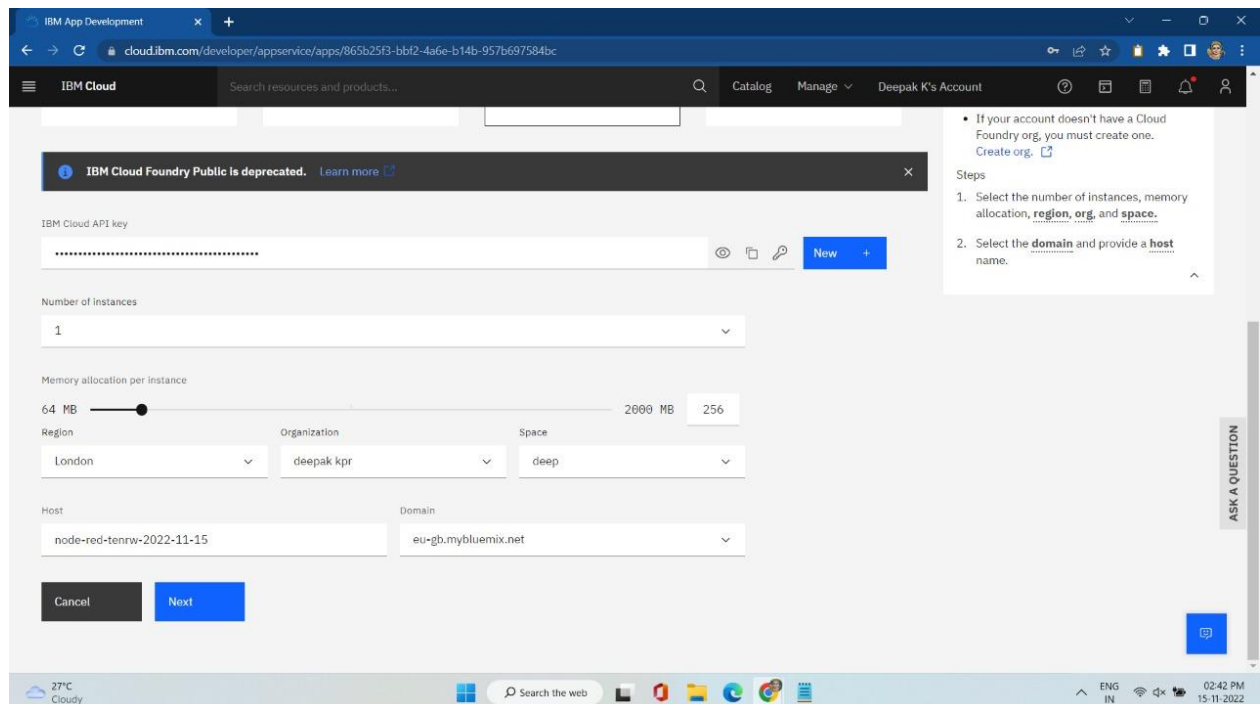 IBM App Development
cloud.ibm.com/developer/appservice/apps/865b25f3-bbf2-4a6e-b14b-957b697584bc
IBM Cloud
Search resources and products...
Catalog
Manage
Deepak K's Account
IBM Cloud Foundry Public is deprecated. Learn more
IBM Cloud API key
New +
Number of instances
1
Memory allocation per instance
64 MB
2000 MB
256
Region
Organization
Space
London
deepak kpr
deep
Host
Domain
node-red-tenrw-2022-11-15
eu-gb.mybluemix.net
Cancel
Next
• If your account doesn't have a Cloud
Foundry org, you must create one.
Create org.
Steps
1. Select the number of instances, memory
allocation, region, org, and space.
2. Select the domain and provide a host
name.
ASK A QUESTION
27°C
Cloudy
Search the web
ENG
IN
02:42 PM
15-11-2022